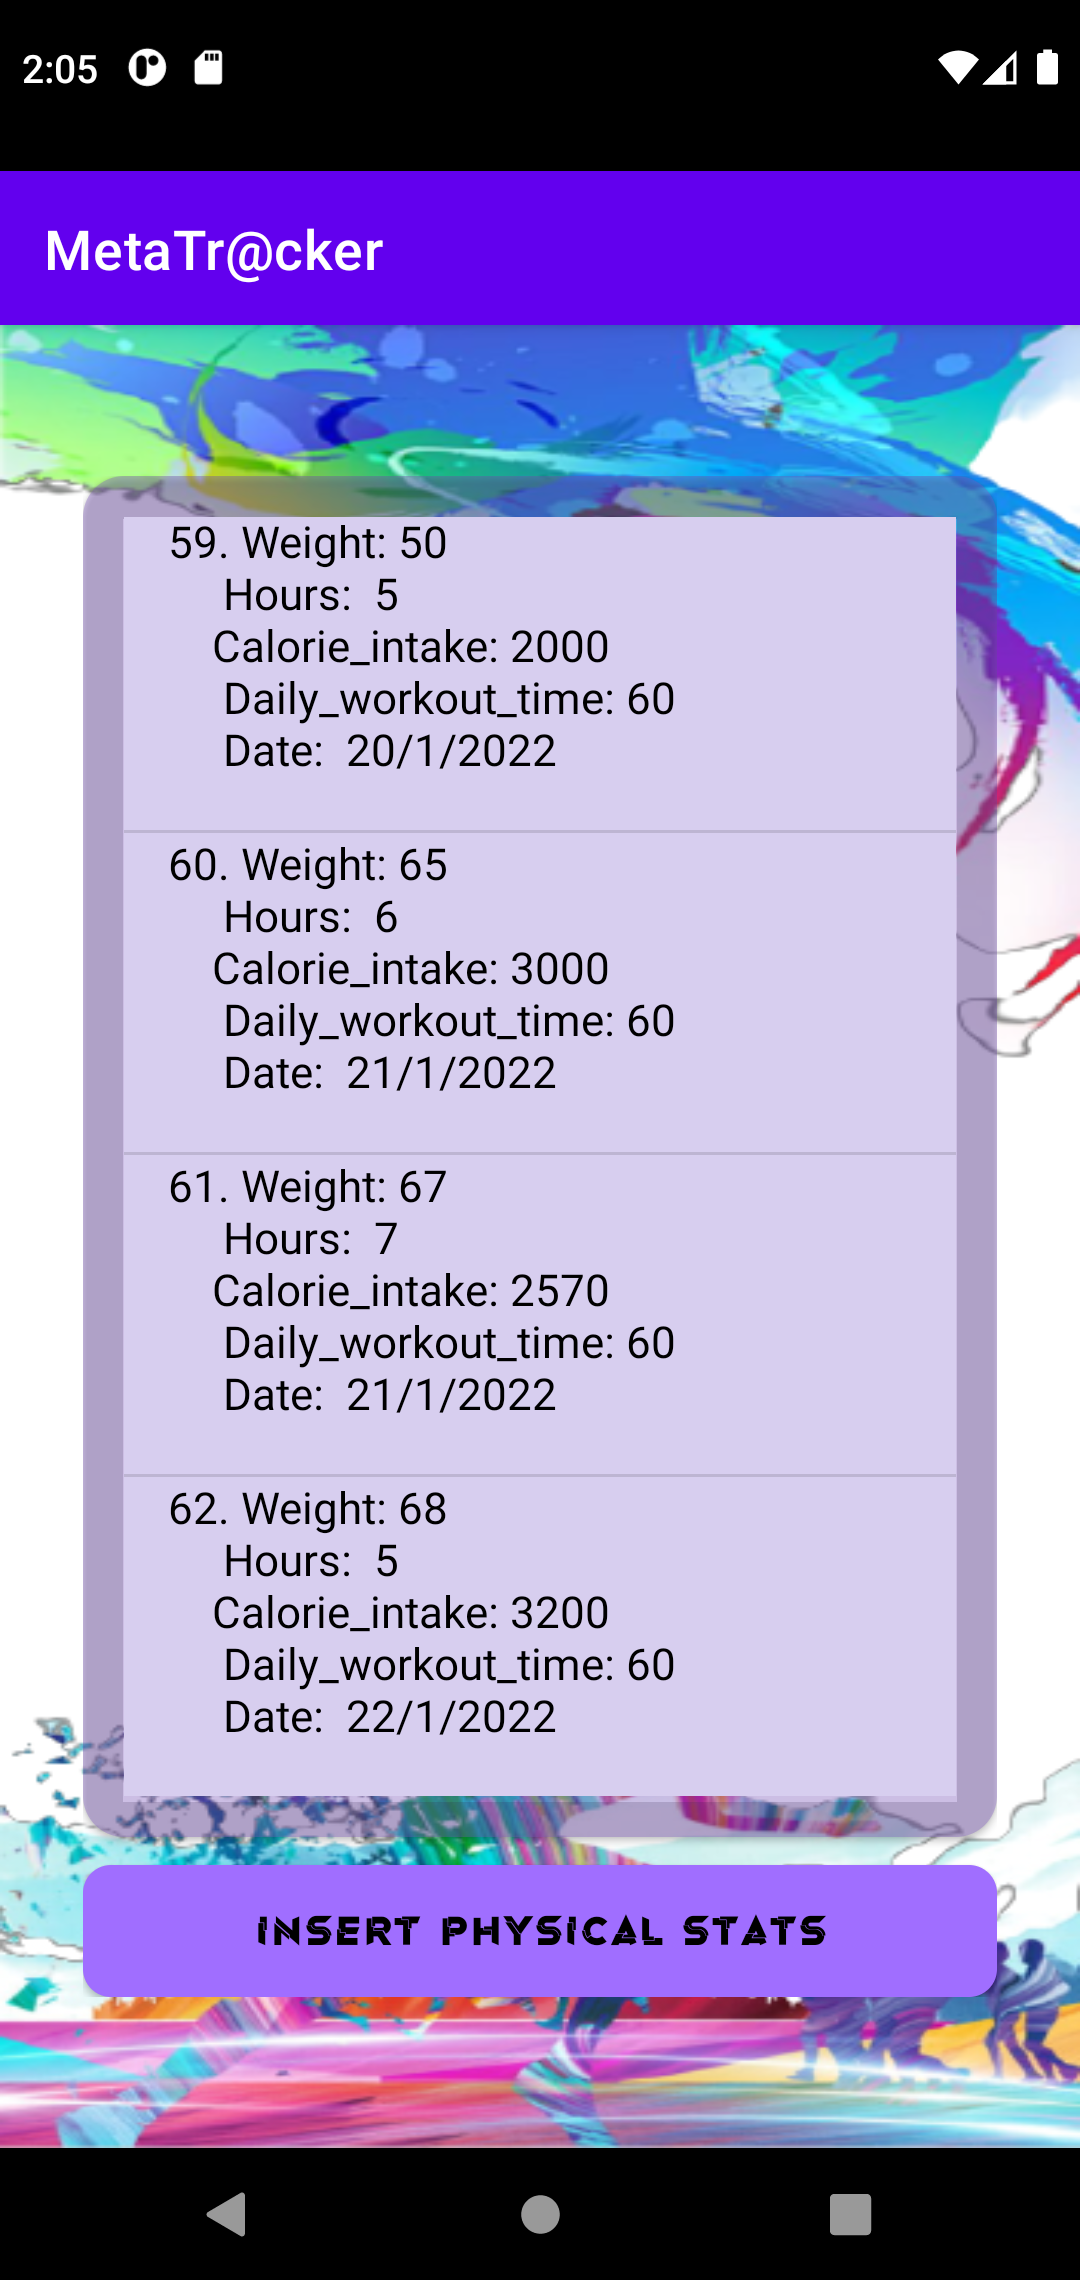 2:05
MetaTr@cker
59. Weight: 50
Hours:  5
Calorie_intake: 2000
Daily_workout_time: 60
Date:  20/1/2022
60. Weight: 65
Hours:  6
Calorie_intake: 3000
Daily_workout_time: 60
Date:  21/1/2022
61. Weight: 67
Hours:  7
Calorie_intake: 2570
Daily_workout_time: 60
Date:  21/1/2022
62. Weight: 68
Hours:  5
Calorie_intake: 3200
Daily_workout_time: 60
Date:  22/1/2022
INSERT PHYSICAL STATS